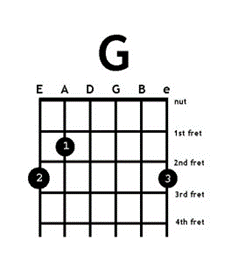 G
E A D G B e
nut
1st fret
1
2nd fret
2 3
3rd fret
4th fret